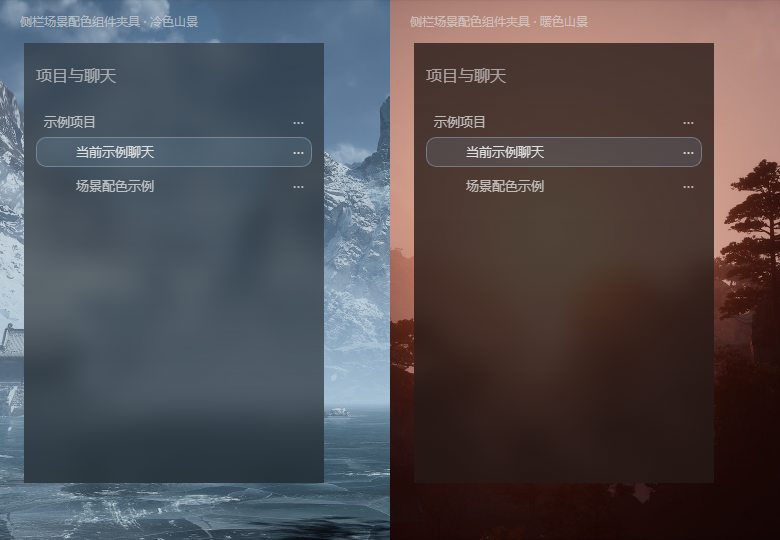 侧栏场景配色组件夹具 · 冷色山景
项目与聊天
示例项目 ...
当前示例聊天 ...
场景配色示例 ...
侧栏场景配色组件夹具 · 暖色山景
项目与聊天
示例项目 ...
当前示例聊天 ...
场景配色示例 ...